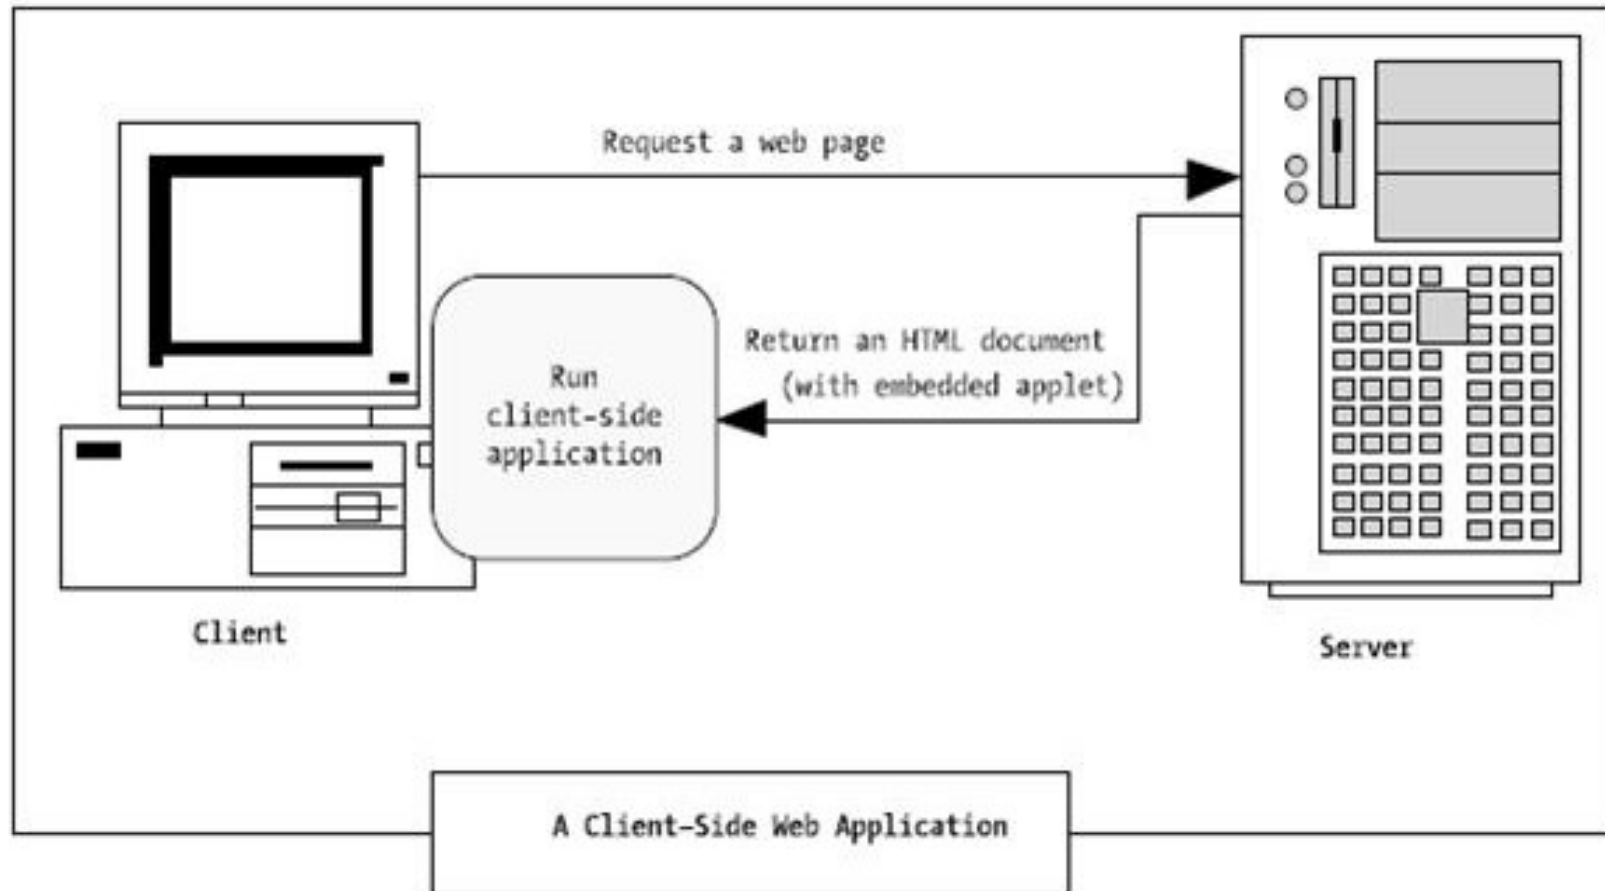 Request a web page
Return an HTML document
(with embedded applet)
Run
client-side
application
Client
Server
A Client-Side Web Application